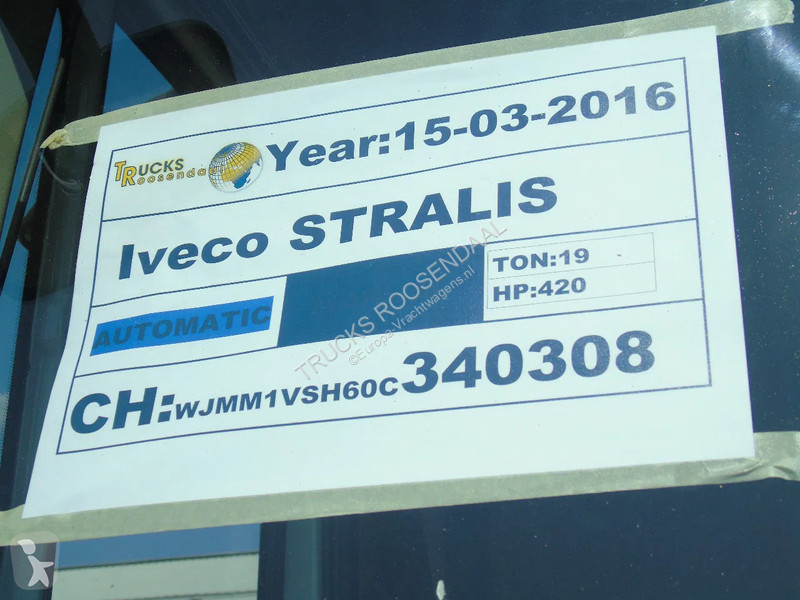 TRUCKS
Roosendaal
Year:15-03-2016
Iveco STRALIS
AUTOMATIC
TON:19
HP:420
CH:WJMM1VSH60C340308
TRUCKS ROOSENDAAL
©Europa-Vrachtwagens.nl